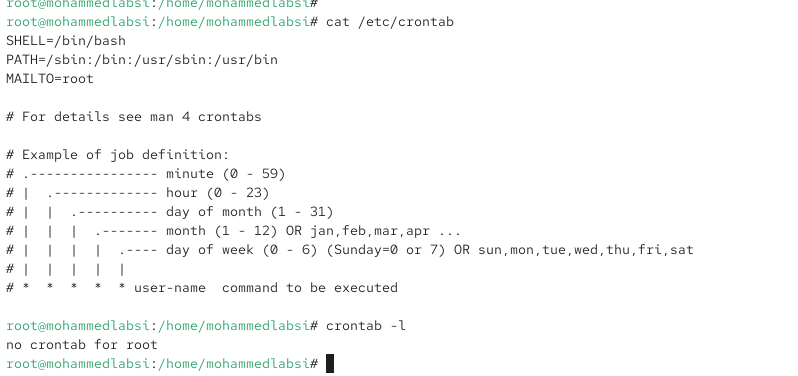 root@mohammedlabsi:/home/mohammedlabsi#
root@mohammedlabsi:/home/mohammedlabsi# cat /etc/crontab
SHELL=/bin/bash
PATH=/sbin:/bin:/usr/sbin:/usr/bin
MAILTO=root

# For details see man 4 crontabs

# Example of job definition:
# .---------------- minute (0 - 59)
# |  .------------- hour (0 - 23)
# |  |  .---------- day of month (1 - 31)
# |  |  |  .------- month (1 - 12) OR jan,feb,mar,apr ...
# |  |  |  |  .---- day of week (0 - 6) (Sunday=0 or 7) OR sun,mon,tue,wed,thu,fri,sat
# |  |  |  |  |
# *  *  *  *  * user-name  command to be executed

root@mohammedlabsi:/home/mohammedlabsi# crontab -l
no crontab for root
root@mohammedlabsi:/home/mohammedlabsi#